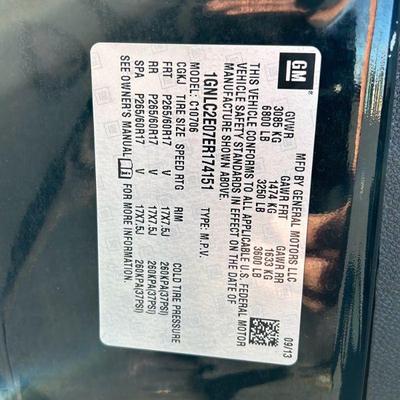 GM
MFD BY GENERAL MOTORS LLC 09/13
GVWR GAWR FRT GAWR RR
3085 KG 1474 KG 1633 KG
6800 LB 3250 LB 3600 LB
THIS VEHICLE CONFORMS TO ALL APPLICABLE U.S. FEDERAL MOTOR
VEHICLE SAFETY STANDARDS IN EFFECT ON THE DATE OF
MANUFACTURE SHOWN ABOVE.
1GNLC2E07ER174151 TYPE: M.P.V.
MODEL: C10706
CGKJ TIRE SIZE SPEED RTG RIM COLD TIRE PRESSURE
FRT P265/60R17 V 17X7.5J 260KPA(37PSI)
RR P265/60R17 V 17X7.5J 260KPA(37PSI)
SPA P265/60R17 V 17X7.5J 260KPA(37PSI)
SEE OWNER'S MANUAL FOR MORE INFORMATION.